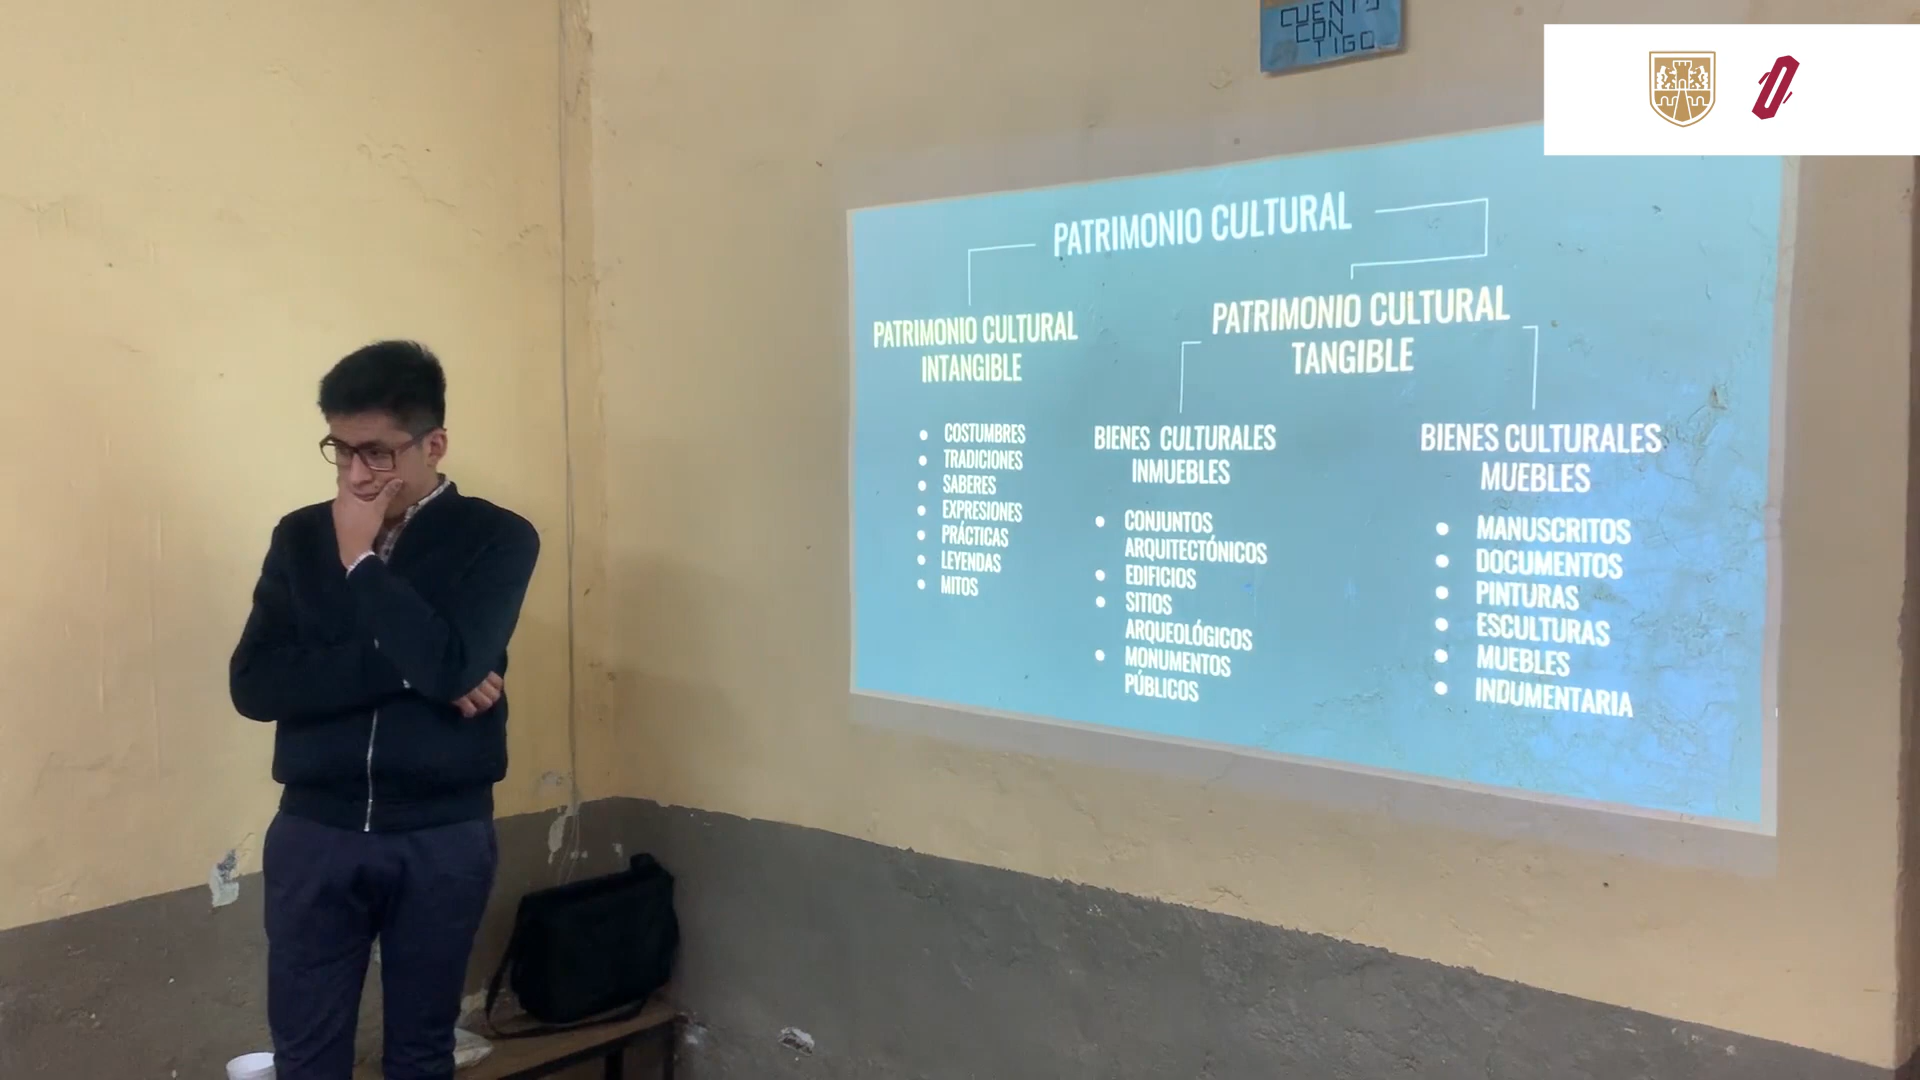 CUENTO
CON
TIGO
PATRIMONIO CULTURAL
PATRIMONIO CULTURAL
INTANGIBLE
• COSTUMBRES
• TRADICIONES
• SABERES
• EXPRESIONES
• PRÁCTICAS
• LEYENDAS
• MITOS
PATRIMONIO CULTURAL
TANGIBLE
BIENES CULTURALES
INMUEBLES
• CONJUNTOS
ARQUITECTÓNICOS
• EDIFICIOS
• SITIOS
ARQUEOLÓGICOS
• MONUMENTOS
PÚBLICOS
BIENES CULTURALES
MUEBLES
• MANUSCRITOS
• DOCUMENTOS
• PINTURAS
• ESCULTURAS
• MUEBLES
• INDUMENTARIA